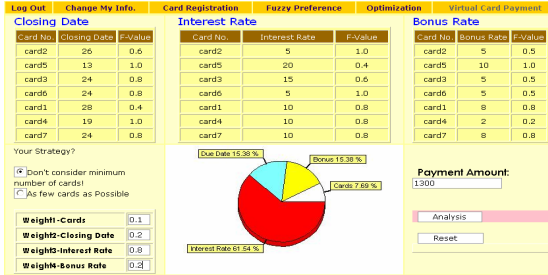 Log Out Change My Info. Card Registration Fuzzy Preference Optimization Virtual Card Payment
Closing Date
Card No. Closing Date F-Value
card2 26 0.6
card5 13 1.0
card3 24 0.8
card6 24 0.8
card1 28 0.4
card4 19 1.0
card7 24 0.8
Interest Rate
Card No. Interest Rate F-Value
card2 5 1.0
card5 20 0.4
card3 15 0.6
card6 5 1.0
card1 10 0.8
card4 10 0.8
card7 10 0.8
Bonus Rate
Card No. Bonus Rate F-Value
card2 5 0.5
card5 10 1.0
card3 5 0.5
card6 5 0.5
card1 8 0.8
card4 2 0.2
card7 8 0.8
Your Strategy?
Don't consider minimum
number of cards!
As few cards as Possible
Weight1-Cards 0.1
Weight2-Closing Date 0.2
Weight3-Interest Rate 0.8
Weight4-Bonus Rate 0.2
Due Date 15.38 %
Bonus 15.38 %
Cards 7.69 %
Interest Rate 61.54 %
Payment Amount:
1300
Analysis
Reset